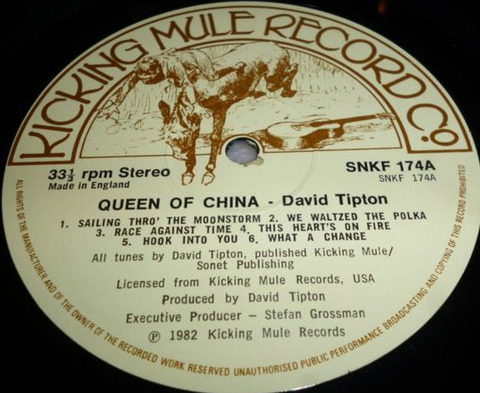 KICKING MULE RECORD CO.
33⅓ rpm Stereo
Made in England
SNKF 174A
SNKF 174A
QUEEN OF CHINA - David Tipton
1. SAILING THRO' THE MOONSTORM 2. WE WALTZED THE POLKA
3. RACE AGAINST TIME 4. THIS HEART'S ON FIRE
5. HOOK INTO YOU 6. WHAT A CHANGE
All tunes by David Tipton, published Kicking Mule/
Sonet Publishing
Licensed from Kicking Mule Records, USA
Produced by David Tipton
Executive Producer - Stefan Grossman
℗ 1982 Kicking Mule Records
ALL RIGHTS OF THE MANUFACTURER AND OF THE OWNER OF THE RECORDED WORK RESERVED UNAUTHORISED PUBLIC PERFORMANCE BROADCASTING AND COPYING OF THIS RECORD PROHIBITED